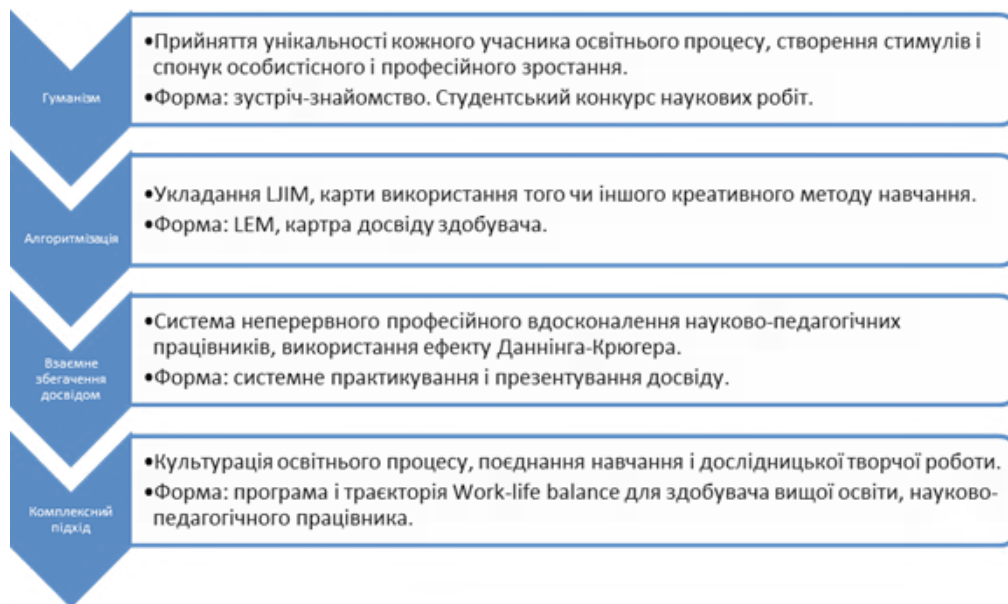 Гуманізм
•Прийняття унікальності кожного учасника освітнього процесу, створення стимулів і
спонук особистісного і професійного зростання.
•Форма: зустріч-знайомство. Студентський конкурс наукових робіт.
Алгоритмізація
•Укладання LJIM, карти використання того чи іншого креативного методу навчання.
•Форма: LEM, картра досвіду здобувача.
Взаємне
збегачення
досвідом
•Система неперервного професійного вдосконалення науково-педагогічних
працівників, використання ефекту Даннінга-Крюгера.
•Форма: системне практикування і презентування досвіду.
Комплексний
підхід
•Культурація освітнього процесу, поєднання навчання і дослідницької творчої роботи.
•Форма: програма і траєкторія Work-life balance для здобувача вищої освіти, науково-
педагогічного працівника.